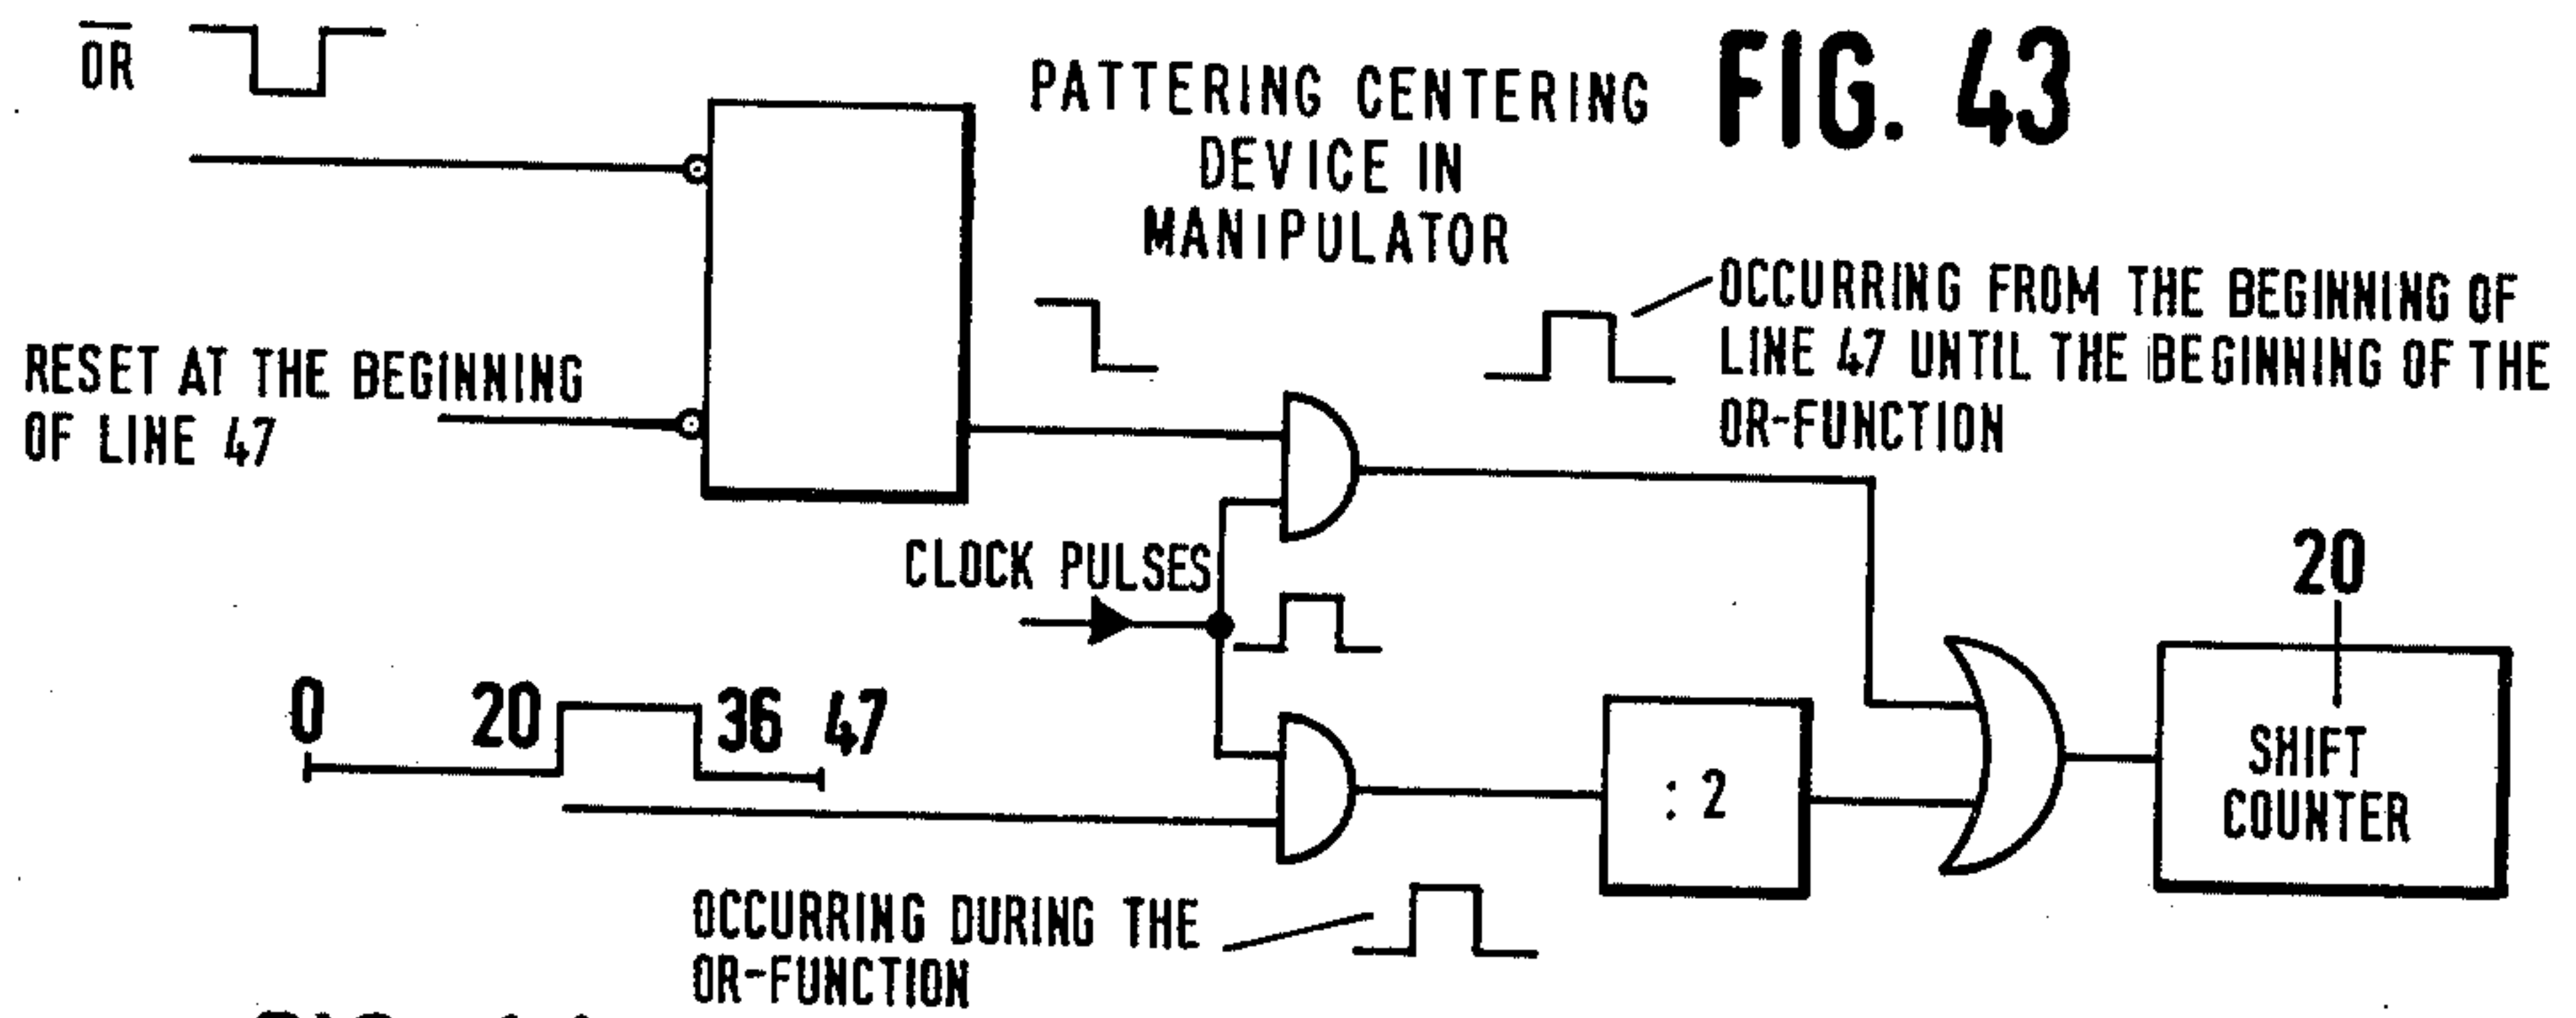 OR
PATTERING CENTERING
DEVICE IN
MANIPULATOR
FIG. 43
OCCURRING FROM THE BEGINNING OF
LINE 47 UNTIL THE BEGINNING OF THE
OR-FUNCTION
RESET AT THE BEGINNING
OF LINE 47
CLOCK PULSES
20
SHIFT
COUNTER
0 20 36 47
: 2
OCCURRING DURING THE
OR-FUNCTION